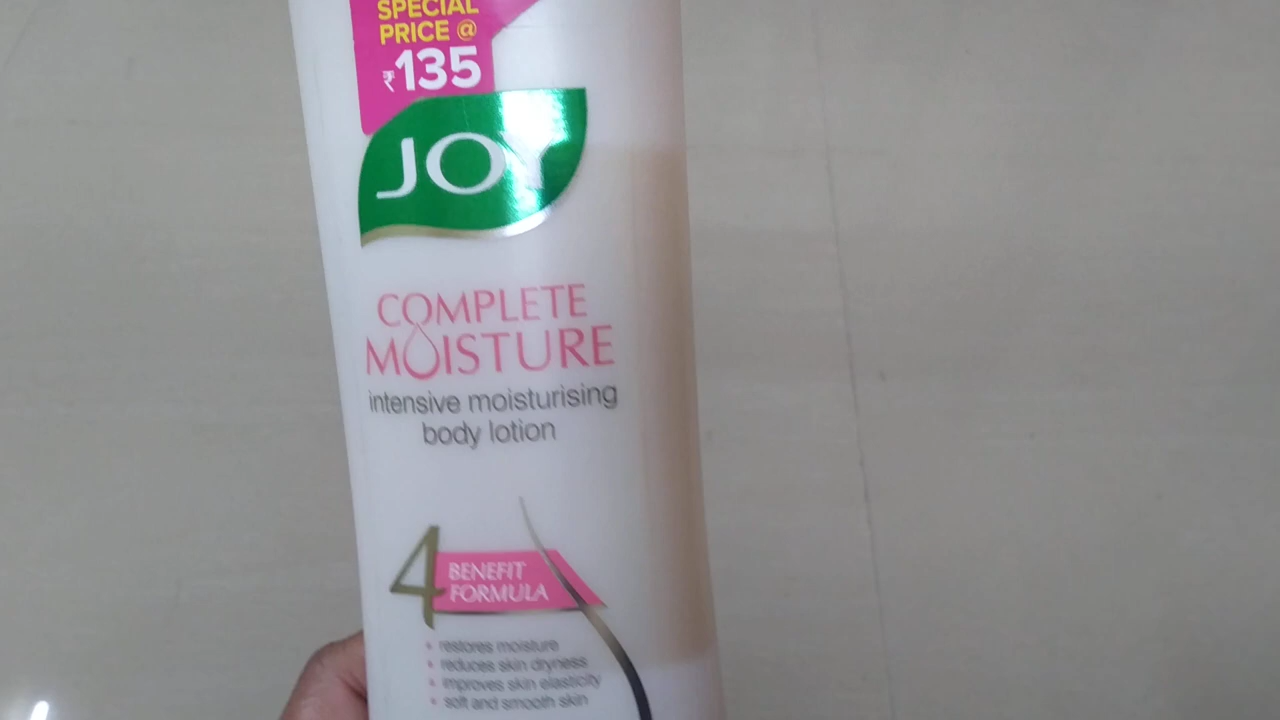 SPECIAL
PRICE @
₹135
JOY
COMPLETE
MOISTURE
intensive moisturising
body lotion
4 BENEFIT
FORMULA
• restores moisture
• reduces skin dryness
• improves skin elasticity
• soft and smooth skin